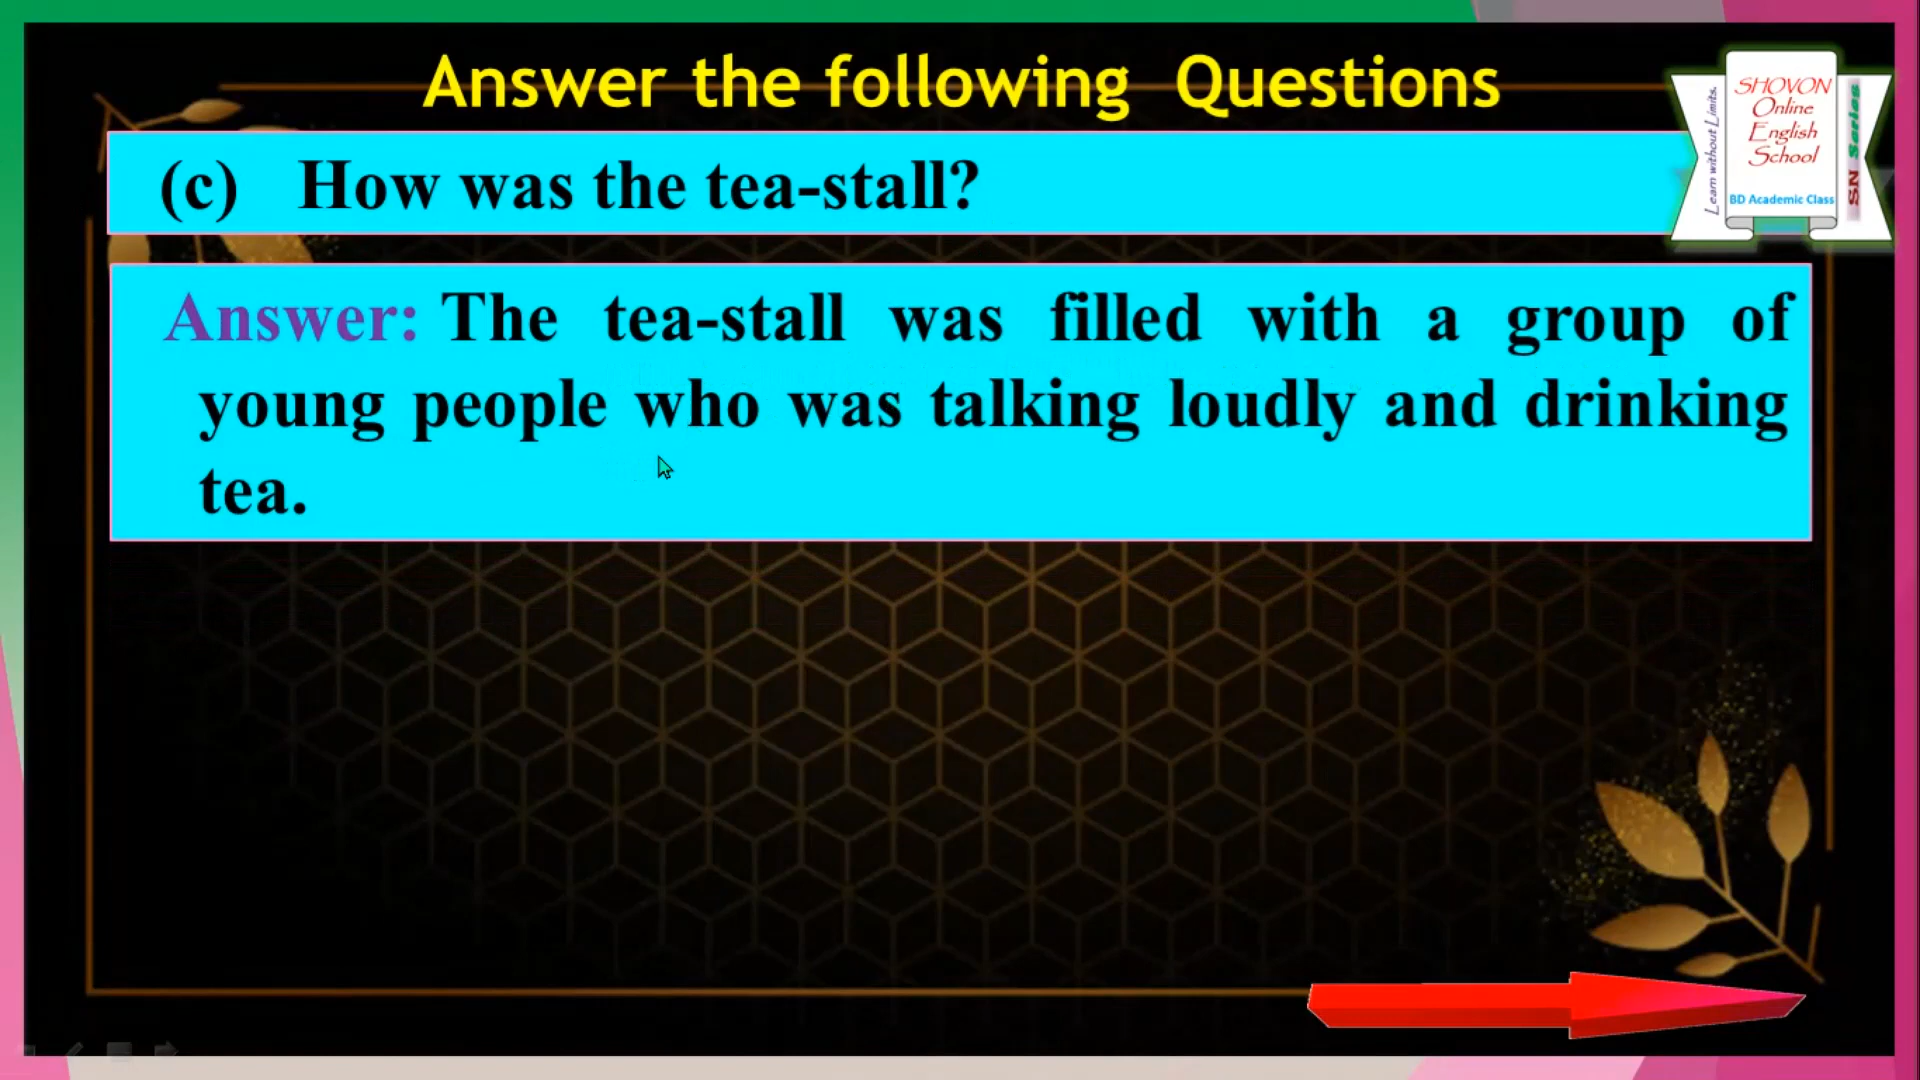 Answer the following Questions
(c) How was the tea-stall?
Answer: The tea-stall was filled with a group of
young people who was talking loudly and drinking
tea.
Learn without Limits.
SHOVON
Online
English
School
BD Academic Class
SN Series